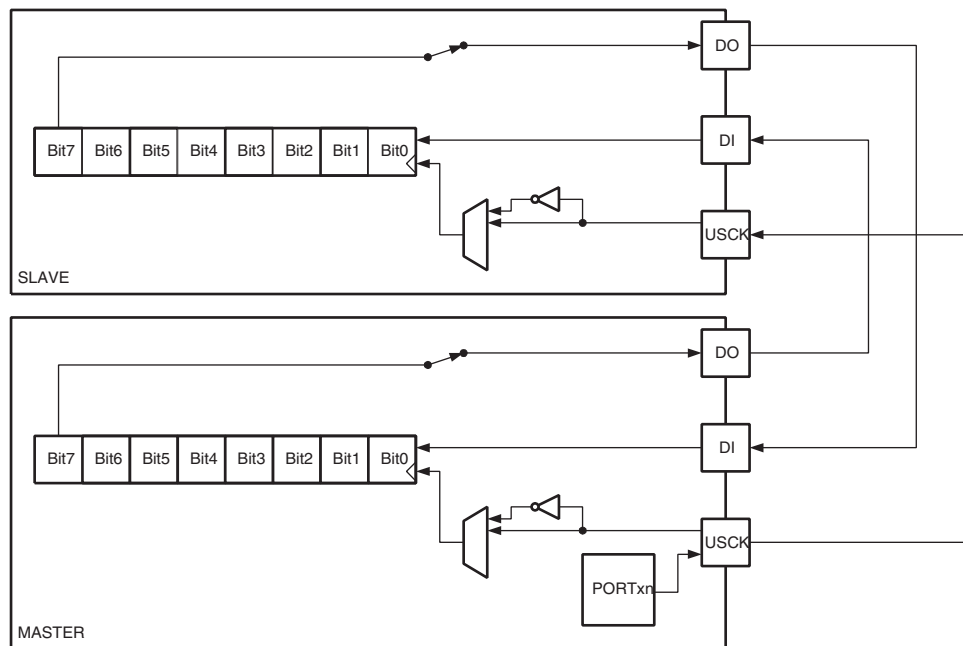 DO
Bit7 Bit6 Bit5 Bit4 Bit3 Bit2 Bit1 Bit0
DI
USCK
SLAVE
DO
Bit7 Bit6 Bit5 Bit4 Bit3 Bit2 Bit1 Bit0
DI
USCK
PORTxn
MASTER